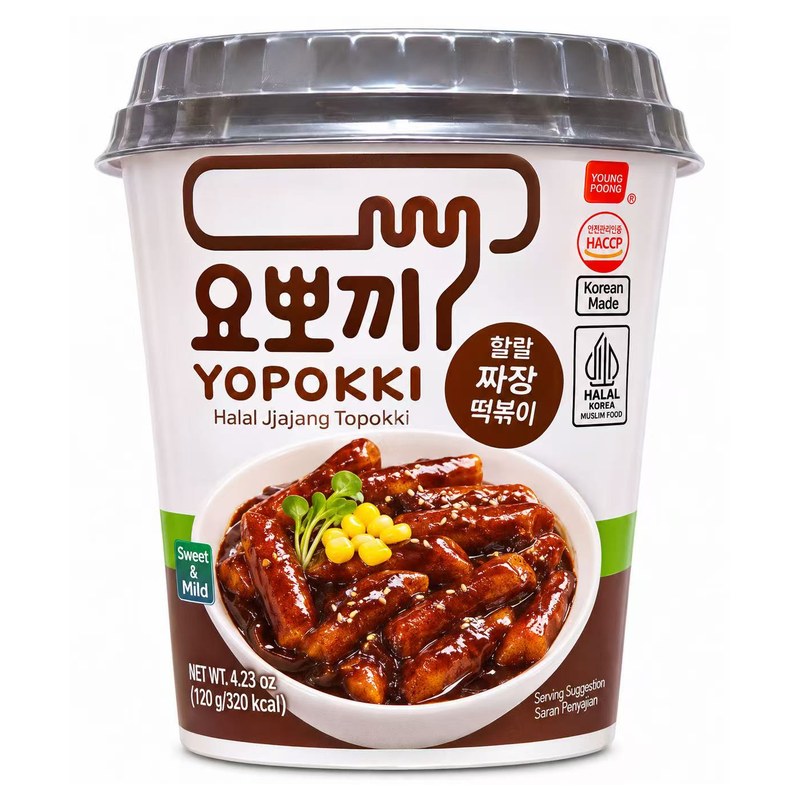 YOUNG
POONG
®
안전관리인증
HACCP
Korean
Made
요뽀끼
YOPOKKI
Halal Jjajang Topokki
할랄
짜장
떡볶이
HALAL
KOREA
MUSLIM FOOD
Sweet
&
Mild
NET WT. 4.23 oz
(120 g/320 kcal)
Serving Suggestion
Saran Penyajian